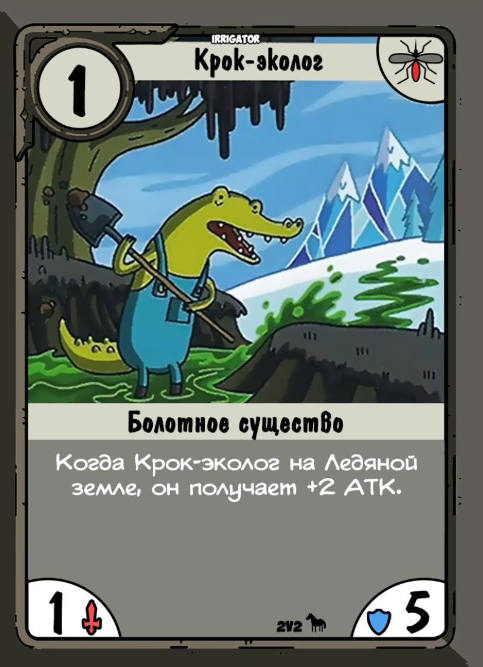 IRRIGATOR
1
Крок-эколог
Болотное существо
Когда Крок-эколог на Ледяной
земле, он получает +2 АТК.
1
2V2
5